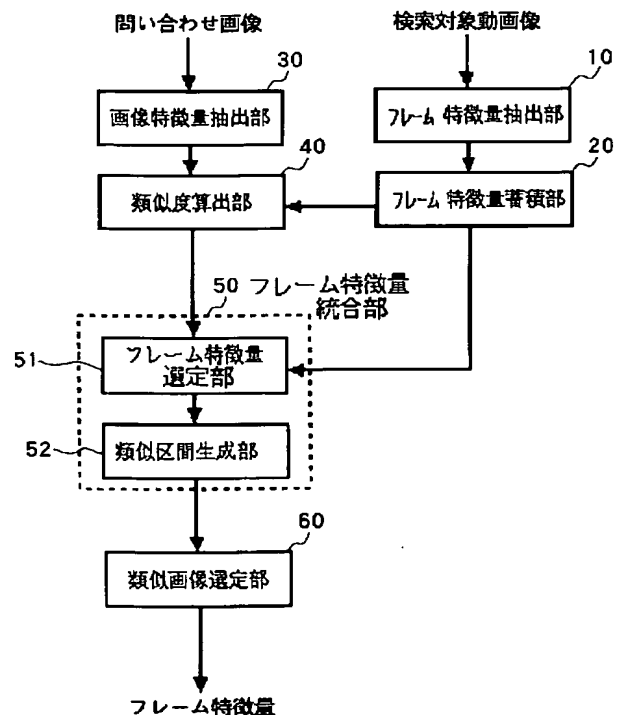 問い合わせ画像
検索対象動画像
30
10
画像特徴量抽出部
フレーム 特徴量抽出部
40
20
類似度算出部
フレーム 特徴量蓄積部
50 フレーム特徴量
統合部
51
フレーム特徴量
選定部
52
類似区間生成部
60
類似画像選定部
フレーム特徴量